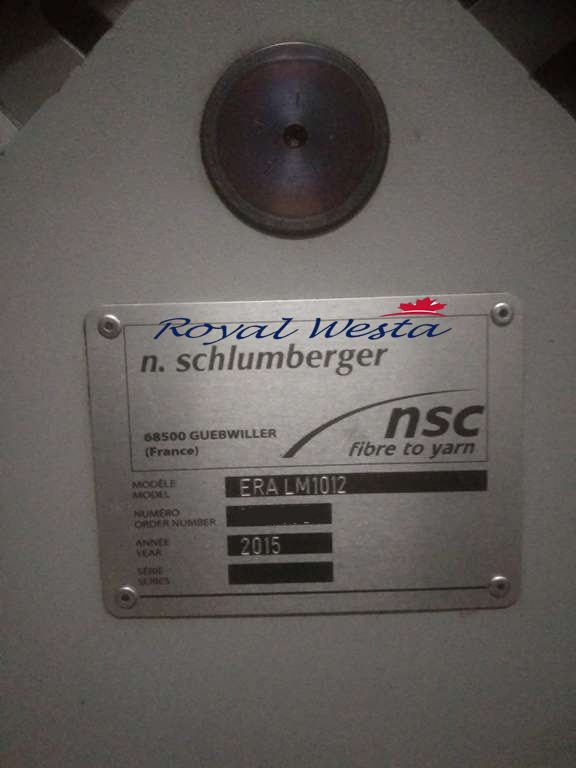 Royal Westa
n. schlumberger
68500 GUEBWILLER
(France)
nsc
fibre to yarn
MODÈLE
MODEL
ERA LM1012
NUMÉRO
ORDER NUMBER
ANNÉE
YEAR
2015
SÉRIE
SERIES